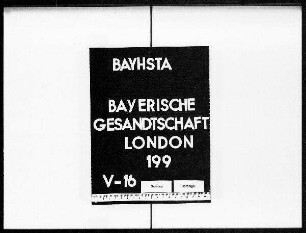 BAYHSTA
BAYERISCHE
GESANDTSCHAFT
LONDON
199
V-16